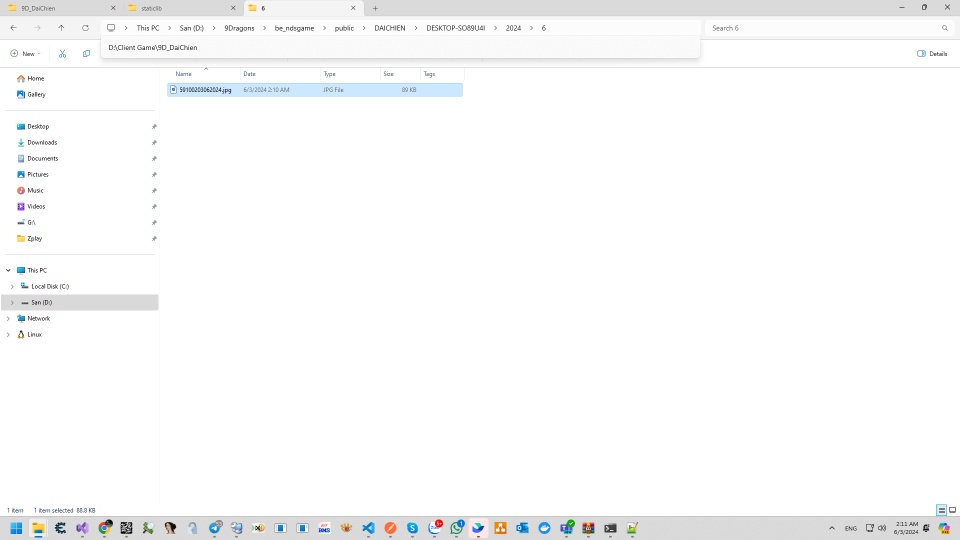 9D_DaiChien
staticlib
6
This PC > San (D:) > 9Dragons > be_ndsgame > public > DAICHIEN > DESKTOP-SO89U4I > 2024 > 6
Search 6
D:\Client Game\9D_DaiChien
New
Details
Name Date Type Size Tags
59100203062024.jpg 6/3/2024 2:10 AM JPG File 89 KB
Home
Gallery
Desktop
Downloads
Documents
Pictures
Music
Videos
G:\
Zplay
This PC
Local Disk (C:)
San (D:)
Network
Linux
1 item 1 item selected 88.8 KB
ENG
2:11 AM
6/3/2024